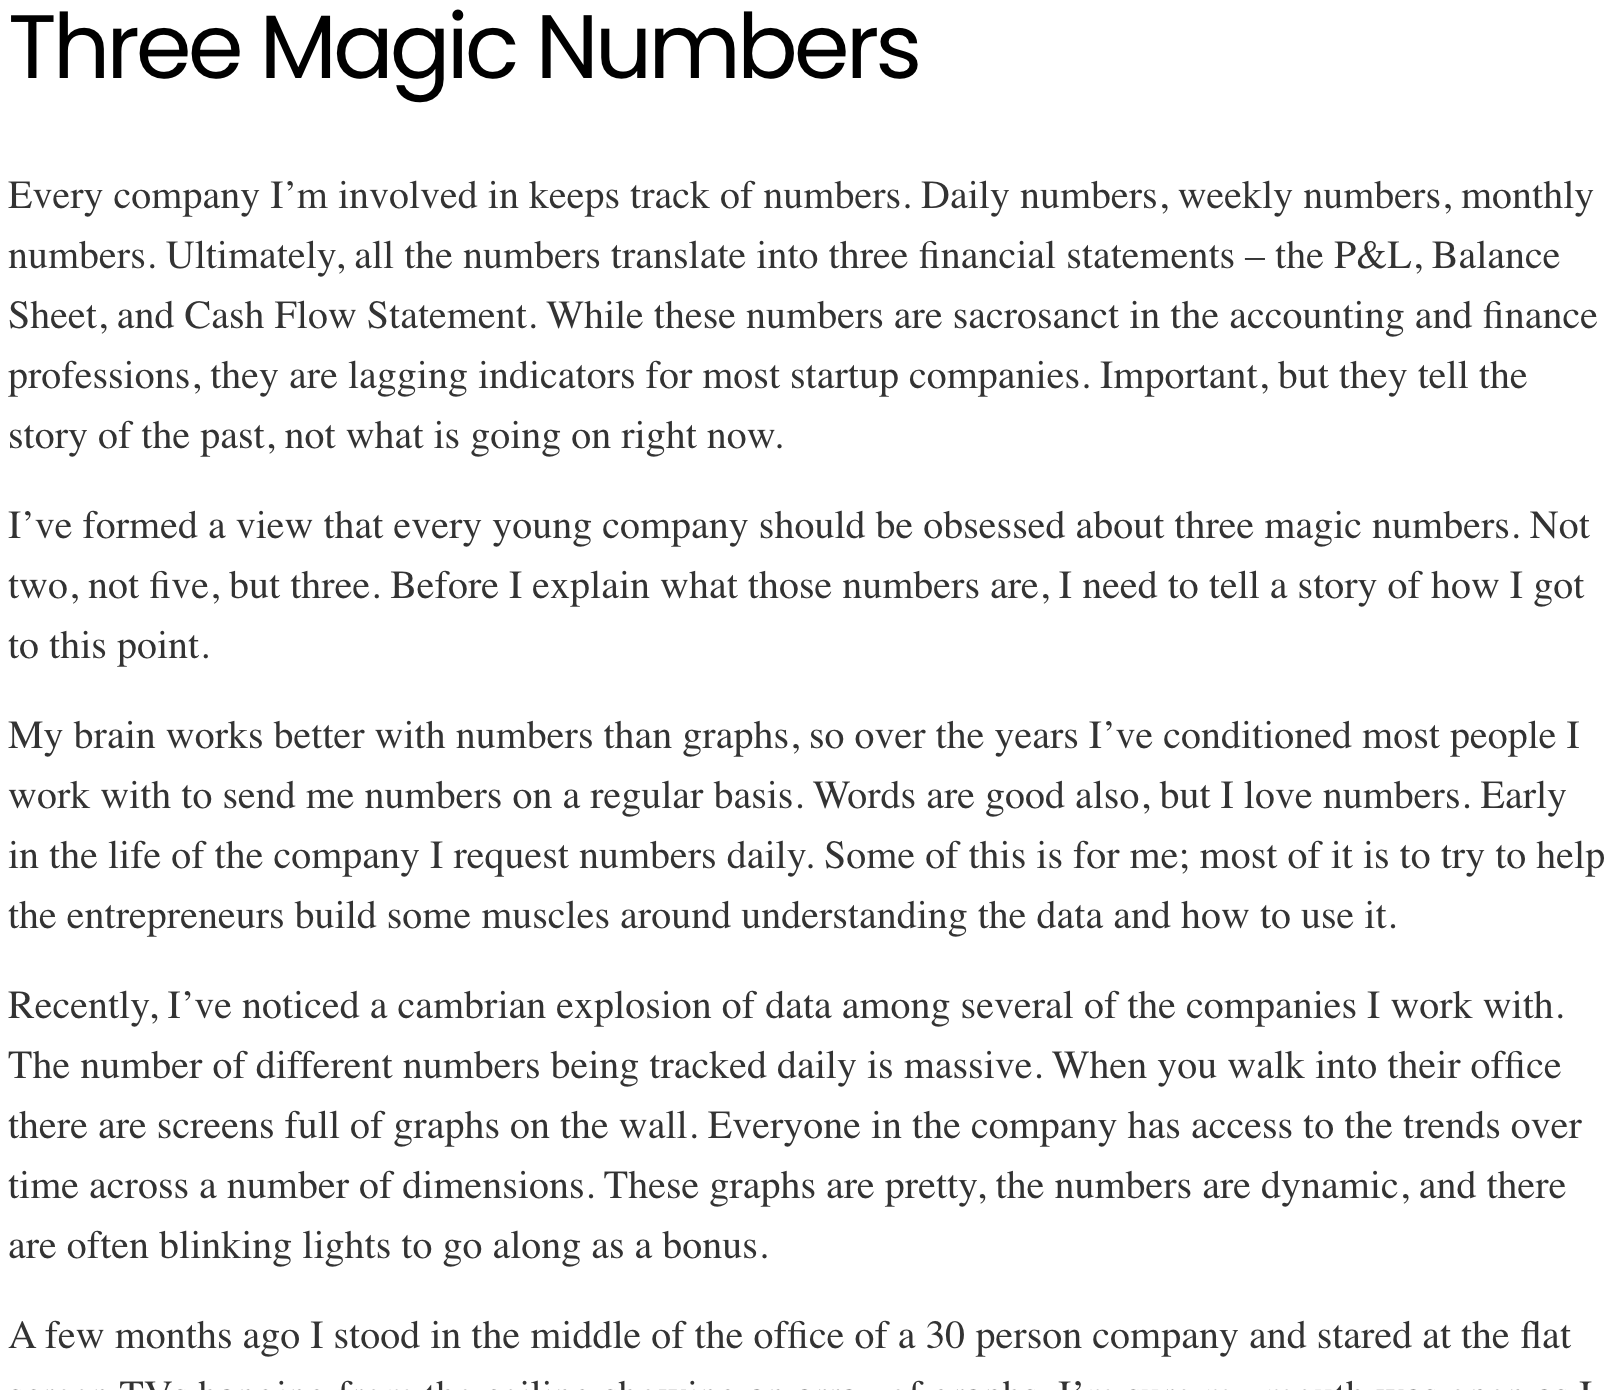 Three Magic Numbers
Every company I’m involved in keeps track of numbers. Daily numbers, weekly numbers, monthly
numbers. Ultimately, all the numbers translate into three financial statements – the P&L, Balance
Sheet, and Cash Flow Statement. While these numbers are sacrosanct in the accounting and finance
professions, they are lagging indicators for most startup companies. Important, but they tell the
story of the past, not what is going on right now.
I’ve formed a view that every young company should be obsessed about three magic numbers. Not
two, not five, but three. Before I explain what those numbers are, I need to tell a story of how I got
to this point.
My brain works better with numbers than graphs, so over the years I’ve conditioned most people I
work with to send me numbers on a regular basis. Words are good also, but I love numbers. Early
in the life of the company I request numbers daily. Some of this is for me; most of it is to try to help
the entrepreneurs build some muscles around understanding the data and how to use it.
Recently, I’ve noticed a cambrian explosion of data among several of the companies I work with.
The number of different numbers being tracked daily is massive. When you walk into their office
there are screens full of graphs on the wall. Everyone in the company has access to the trends over
time across a number of dimensions. These graphs are pretty, the numbers are dynamic, and there
are often blinking lights to go along as a bonus.
A few months ago I stood in the middle of the office of a 30 person company and stared at the flat